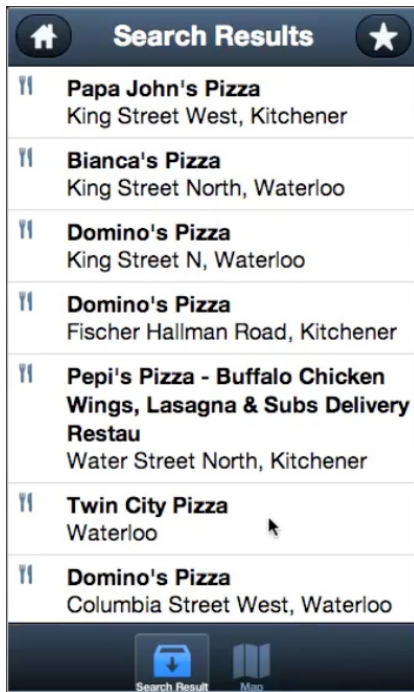 Search Results
Papa John's Pizza
King Street West, Kitchener
Bianca's Pizza
King Street North, Waterloo
Domino's Pizza
King Street N, Waterloo
Domino's Pizza
Fischer Hallman Road, Kitchener
Pepi's Pizza - Buffalo Chicken
Wings, Lasagna & Subs Delivery
Restau
Water Street North, Kitchener
Twin City Pizza
Waterloo
Domino's Pizza
Columbia Street West, Waterloo
Search Result
Map